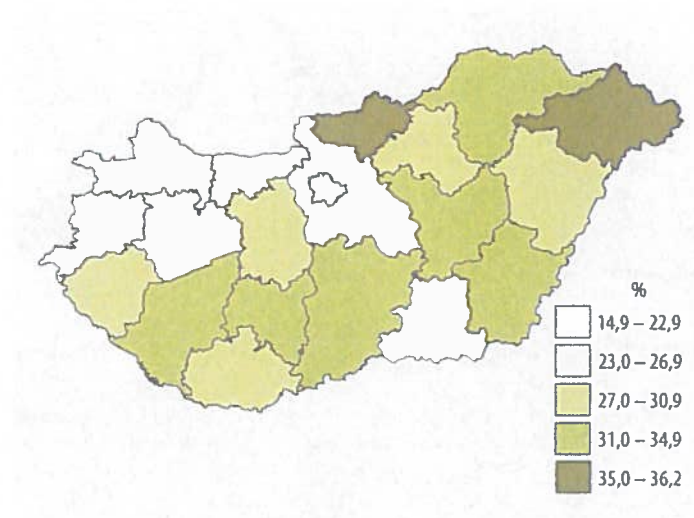 %
14,9 – 22,9
23,0 – 26,9
27,0 – 30,9
31,0 – 34,9
35,0 – 36,2